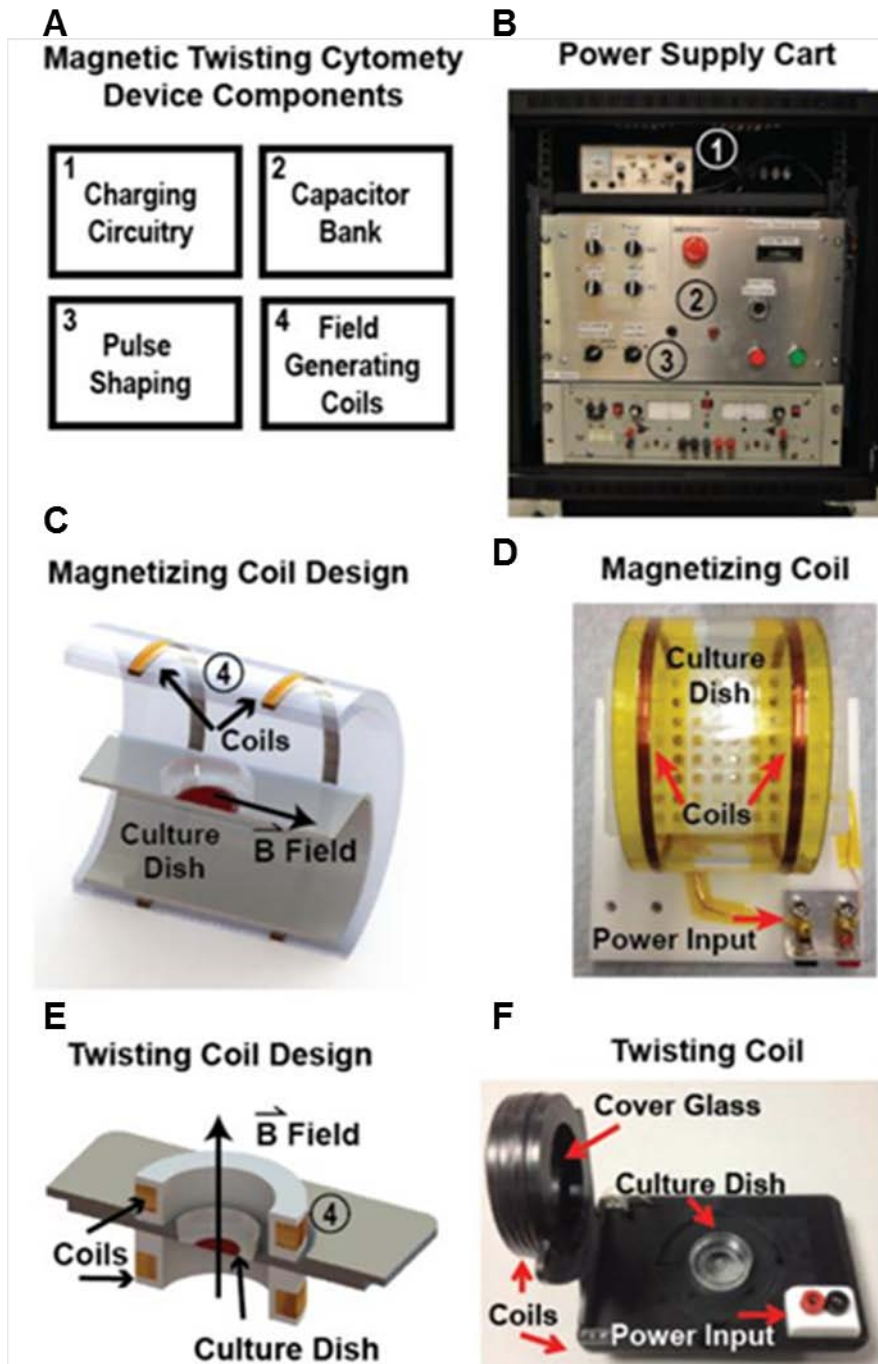 A
Magnetic Twisting Cytomety
Device Components
1
Charging
Circuitry
2
Capacitor
Bank
3
Pulse
Shaping
4
Field
Generating
Coils
B
Power Supply Cart
1
2
3
C
Magnetizing Coil Design
4
Coils
Culture
Dish
B Field
D
Magnetizing Coil
Culture
Dish
Coils
Power Input
E
Twisting Coil Design
B Field
4
Coils
Culture Dish
F
Twisting Coil
Cover Glass
Culture Dish
Coils
Power Input